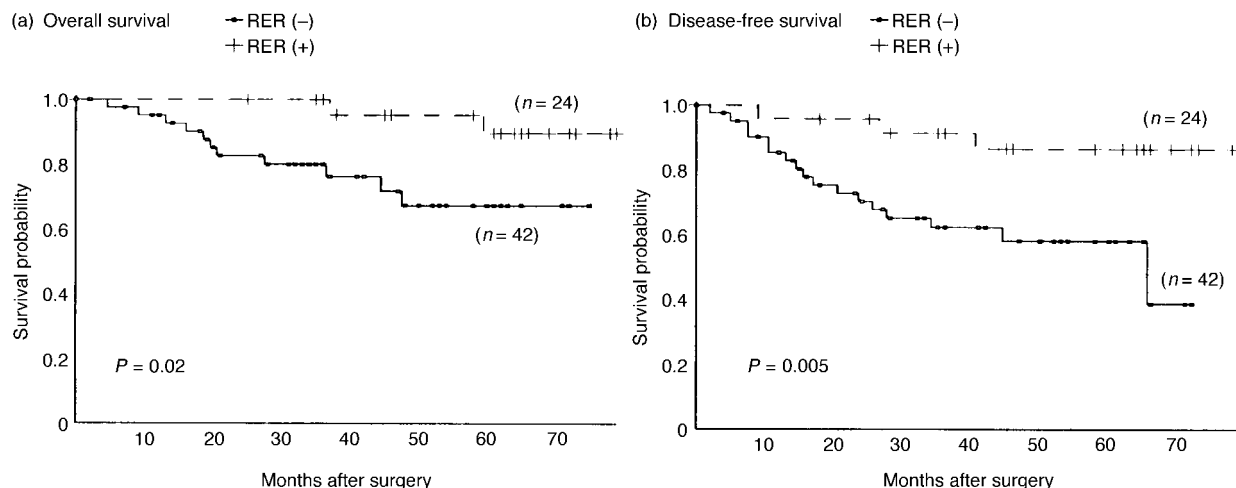 (a) Overall survival
RER (–)
RER (+)
1.0
0.8
0.6
0.4
0.2
0
Survival probability
(n = 24)
(n = 42)
P = 0.02
10 20 30 40 50 60 70
Months after surgery
(b) Disease-free survival
RER (–)
RER (+)
1.0
0.8
0.6
0.4
0.2
0
Survival probability
(n = 24)
(n = 42)
P = 0.005
10 20 30 40 50 60 70
Months after surgery